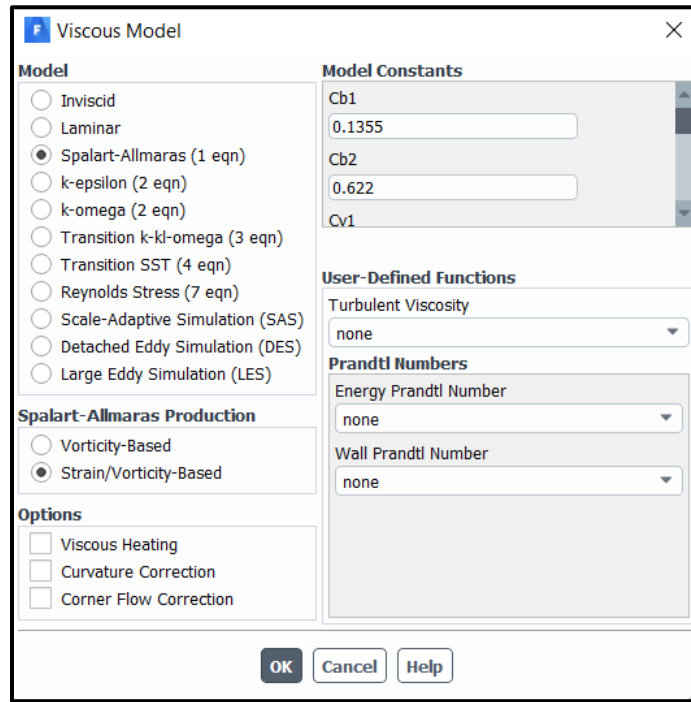 F Viscous Model
Model
Inviscid
Laminar
Spalart-Allmaras (1 eqn)
k-epsilon (2 eqn)
k-omega (2 eqn)
Transition k-kl-omega (3 eqn)
Transition SST (4 eqn)
Reynolds Stress (7 eqn)
Scale-Adaptive Simulation (SAS)
Detached Eddy Simulation (DES)
Large Eddy Simulation (LES)
Spalart-Allmaras Production
Vorticity-Based
Strain/Vorticity-Based
Options
Viscous Heating
Curvature Correction
Corner Flow Correction
Model Constants
Cb1
0.1355
Cb2
0.622
Cv1
User-Defined Functions
Turbulent Viscosity
none
Prandtl Numbers
Energy Prandtl Number
none
Wall Prandtl Number
none
OK Cancel Help